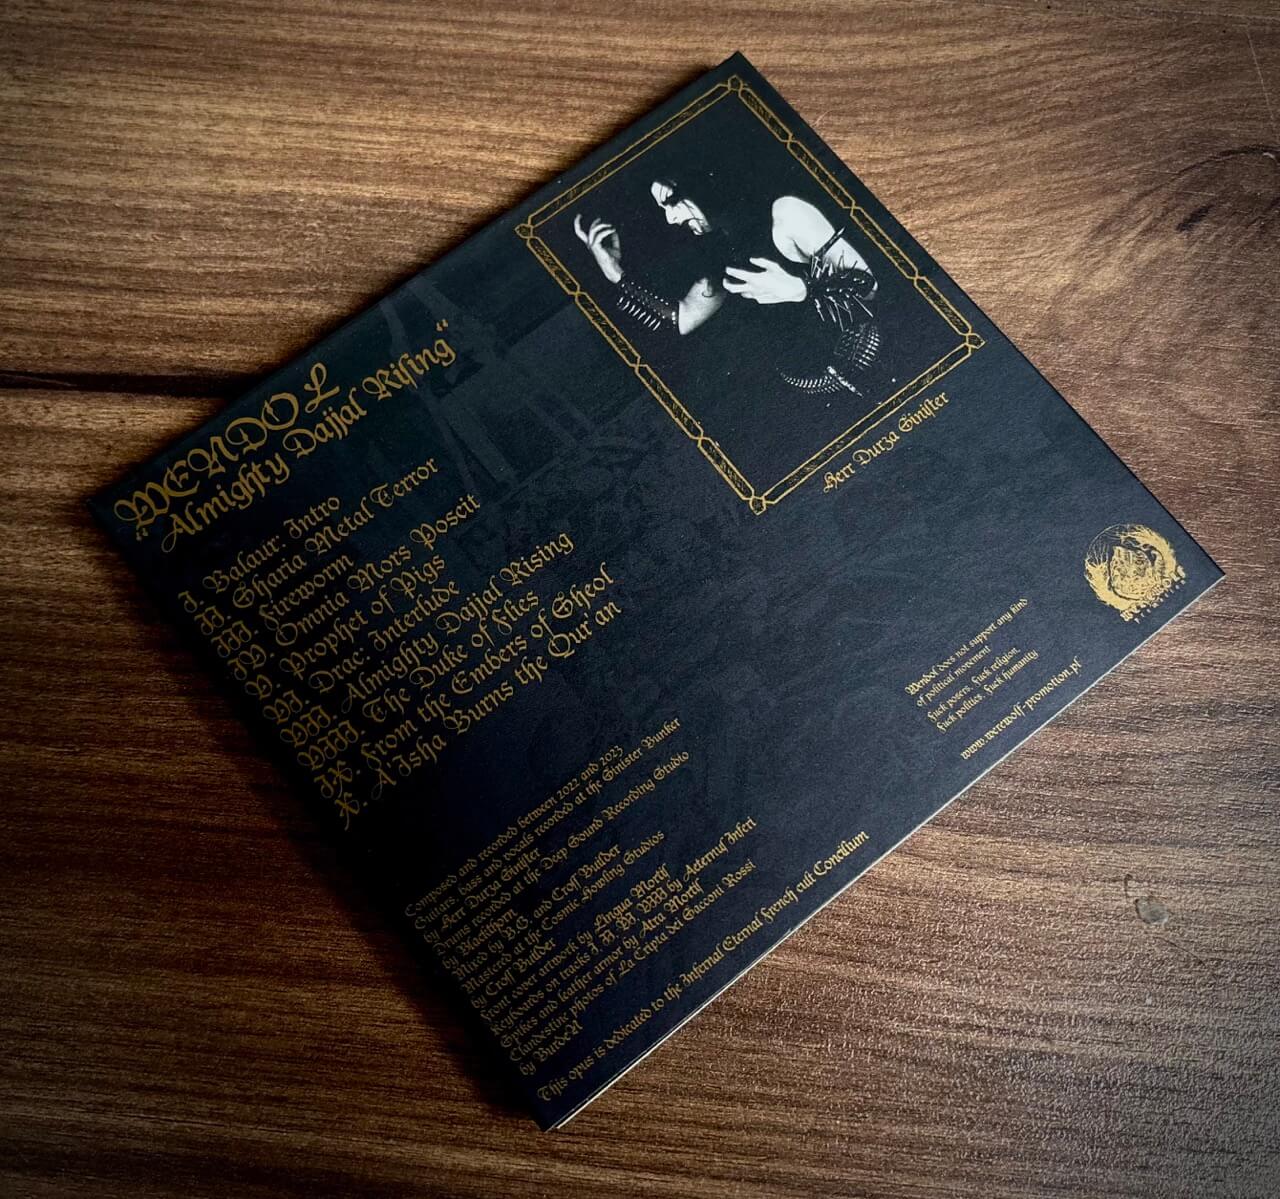 WENDOL
"Almighty Dajjal Rising"
I. Balaur: Intro
II. Sharia Metal Terror
III. Fireworm
IV. Omnia Mors Poscit
V. Prophet of Pigs
VI. Drac: Interlude
VII. Almighty Dajjal Rising
VIII. The Duke of Flies
IX. From the Embers of Sheol
X. A'Isha Burns the Qur'an
Herr Durza Sinister
Composed and recorded between 2022 and 2023
Guitars, bass and vocals recorded at the Sinister Bunker
by Herr Durza Sinister
Drums recorded at the Deep Sound Recording Studio
by Blackthorn
Mixed by B.G. and Croff Builder
Mastered at the Cosmic Howling Studios
by Croff Builder
Front cover artwork by Lingua Mortis
Keyboards on tracks I, II, VI, VIII by Aeternus Inferi
Spikes and leather armor by Atra Mortis
Clandestine photos of La Cripta dei Sacconi Rossi
by BurdeN
This opus is dedicated to the Infernal Eternal French cult Concilium
Wendol does not support any kind
of political movement.
Fuck posers, fuck religion,
fuck politics, fuck humanity
www.werewolf-promotion.pl
WEREWOLF